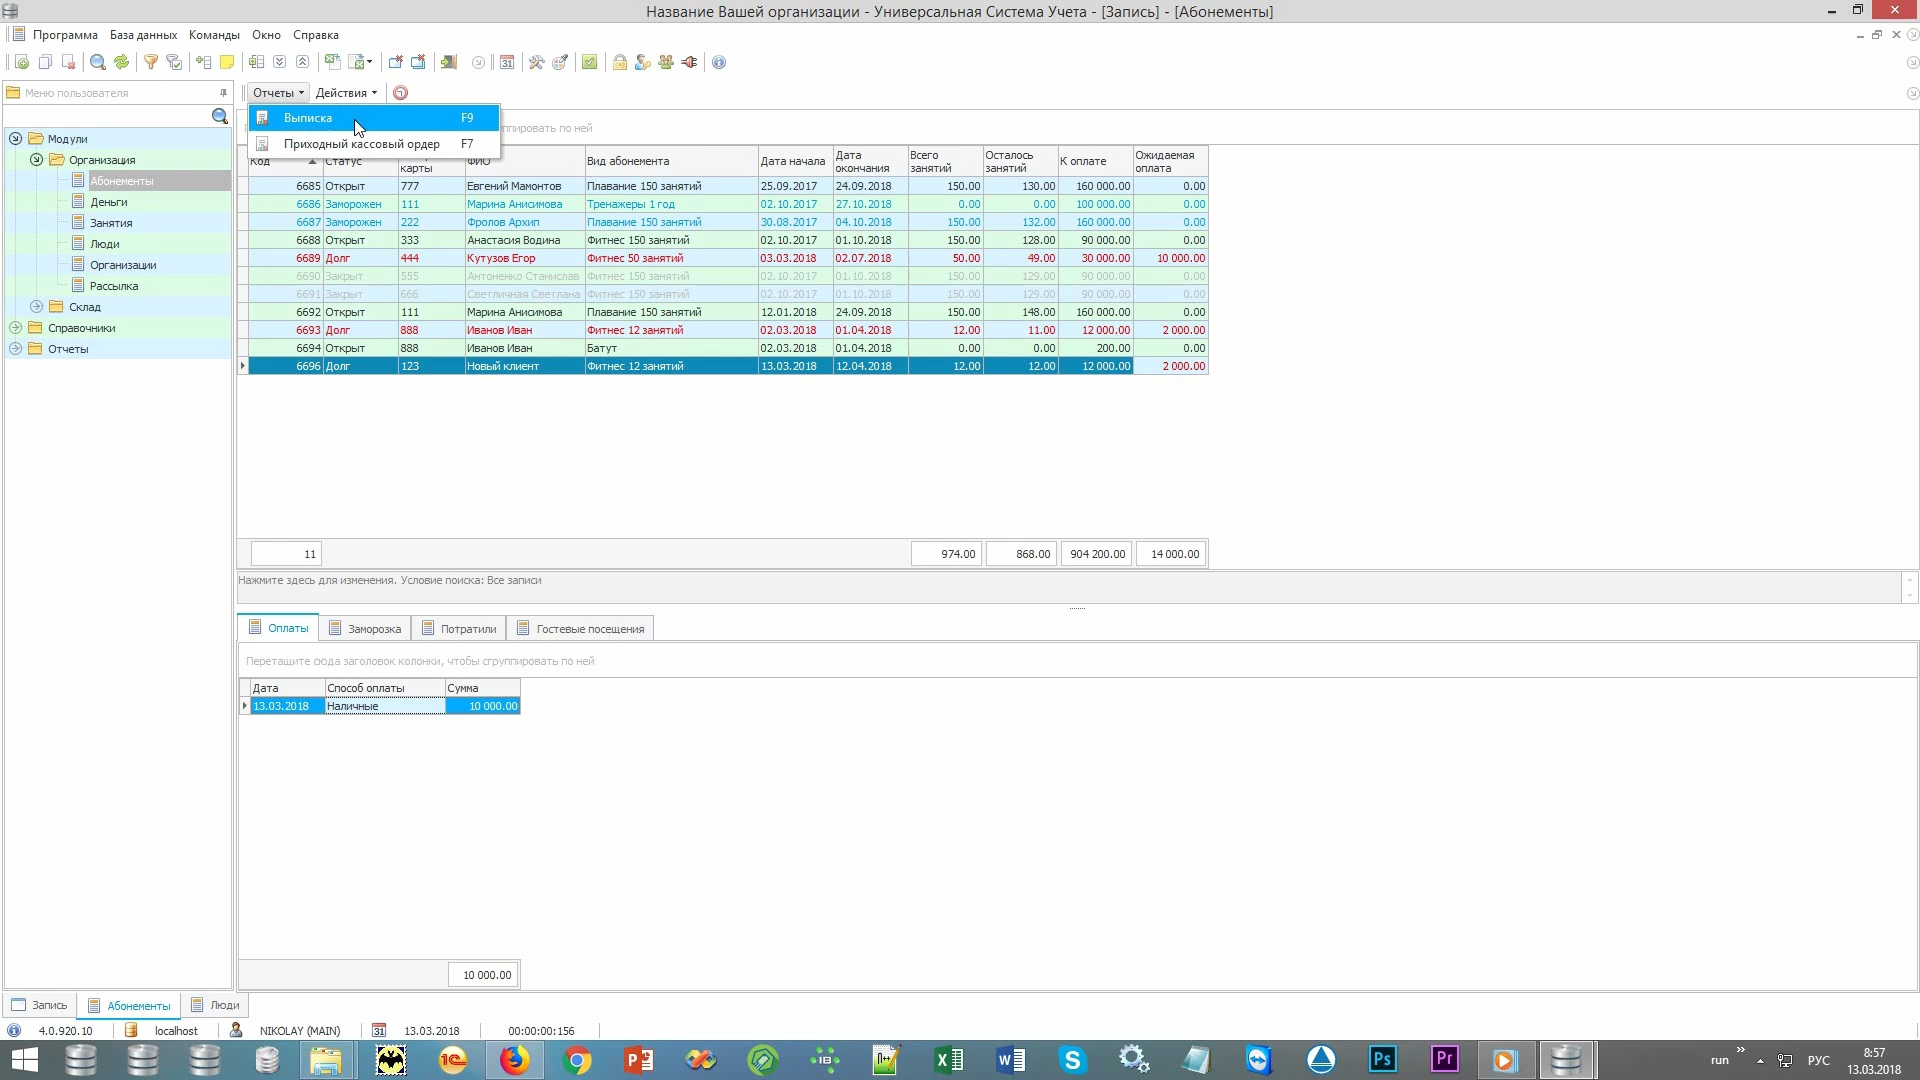 Название Вашей организации - Универсальная Система Учета - [Запись] - [Абонементы]
Программа База данных Команды Окно Справка
Меню пользователя
Отчеты Действия
Выписка F9
Приходный кассовый ордер F7
ппировать по ней
Модули
Организация
Абонементы
Деньги
Занятия
Люди
Организации
Рассылка
Склад
Справочники
Отчеты
Код Статус карты ФИО Вид абонемента Дата начала Дата окончания Всего занятий Осталось занятий К оплате Ожидаемая оплата
6685 Открыт 777 Евгений Мамонтов Плавание 150 занятий 25.09.2017 24.09.2018 150.00 130.00 160 000.00 0.00
6686 Заморожен 111 Марина Анисимова Тренажеры 1 год 02.10.2017 27.10.2018 0.00 0.00 100 000.00 0.00
6687 Заморожен 222 Фролов Архип Плавание 150 занятий 30.08.2017 04.10.2018 150.00 132.00 160 000.00 0.00
6688 Открыт 333 Анастасия Водина Фитнес 150 занятий 02.10.2017 01.10.2018 150.00 128.00 90 000.00 0.00
6689 Долг 444 Кутузов Егор Фитнес 50 занятий 03.03.2018 02.07.2018 50.00 49.00 30 000.00 10 000.00
6690 Закрыт 555 Антоненко Станислав Фитнес 150 занятий 02.10.2017 01.10.2018 150.00 129.00 90 000.00 0.00
6691 Закрыт 666 Светличная Светлана Фитнес 150 занятий 02.10.2017 01.10.2018 150.00 129.00 90 000.00 0.00
6692 Открыт 111 Марина Анисимова Плавание 150 занятий 12.01.2018 24.09.2018 150.00 148.00 160 000.00 0.00
6693 Долг 888 Иванов Иван Фитнес 12 занятий 02.03.2018 01.04.2018 12.00 11.00 12 000.00 2 000.00
6694 Открыт 888 Иванов Иван Батут 02.03.2018 01.04.2018 0.00 0.00 200.00 0.00
6696 Долг 123 Новый клиент Фитнес 12 занятий 13.03.2018 12.04.2018 12.00 12.00 12 000.00 2 000.00
11 974.00 868.00 904 200.00 14 000.00
Нажмите здесь для изменения. Условие поиска: Все записи
Оплаты Заморозка Потратили Гостевые посещения
Перетащите сюда заголовок колонки, чтобы сгруппировать по ней
Дата Способ оплаты Сумма
13.03.2018 Наличные 10 000.00
10 000.00
Запись Абонементы Люди
4.0.920.10 localhost NIKOLAY (MAIN) 31 13.03.2018 00:00:00:156
run РУС 8:57
13.03.2018